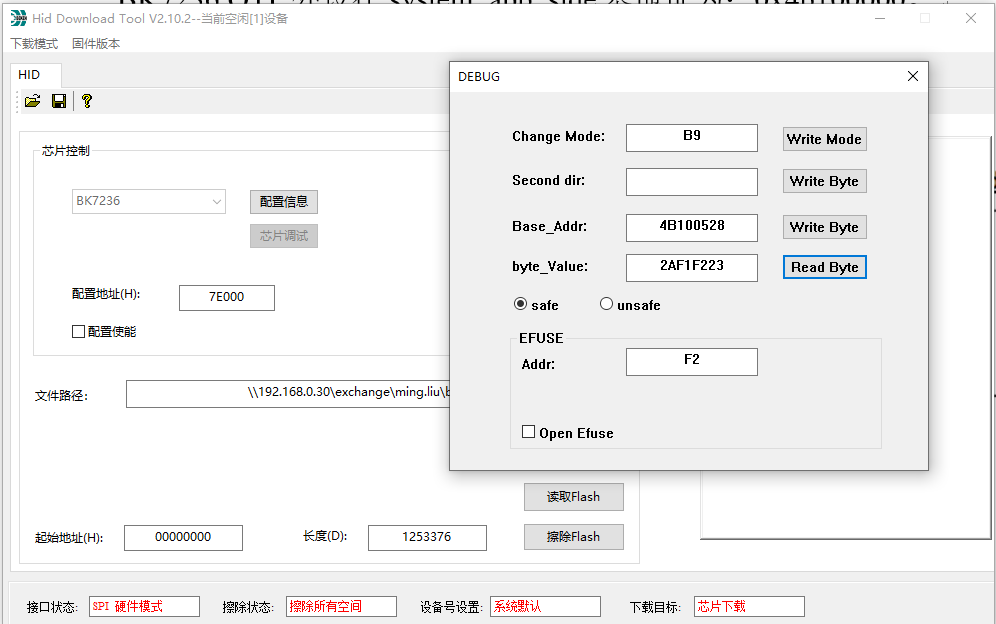 Hid Download Tool V2.10.2--当前空闲[1]设备
下载模式 固件版本
HID
芯片控制
BK7236
配置信息
芯片调试
配置地址(H):
7E000
配置使能
文件路径:
\\192.168.0.30\exchange\ming.liu\
读取Flash
起始地址(H):
00000000
长度(D):
1253376
擦除Flash
接口状态:
SPI 硬件模式
擦除状态:
擦除所有空间
设备号设置:
系统默认
下载目标:
芯片下载
DEBUG
Change Mode:
B9
Write Mode
Second dir:
Write Byte
Base_Addr:
4B100528
Write Byte
byte_Value:
2AF1F223
Read Byte
safe
unsafe
EFUSE
Addr:
F2
Open Efuse